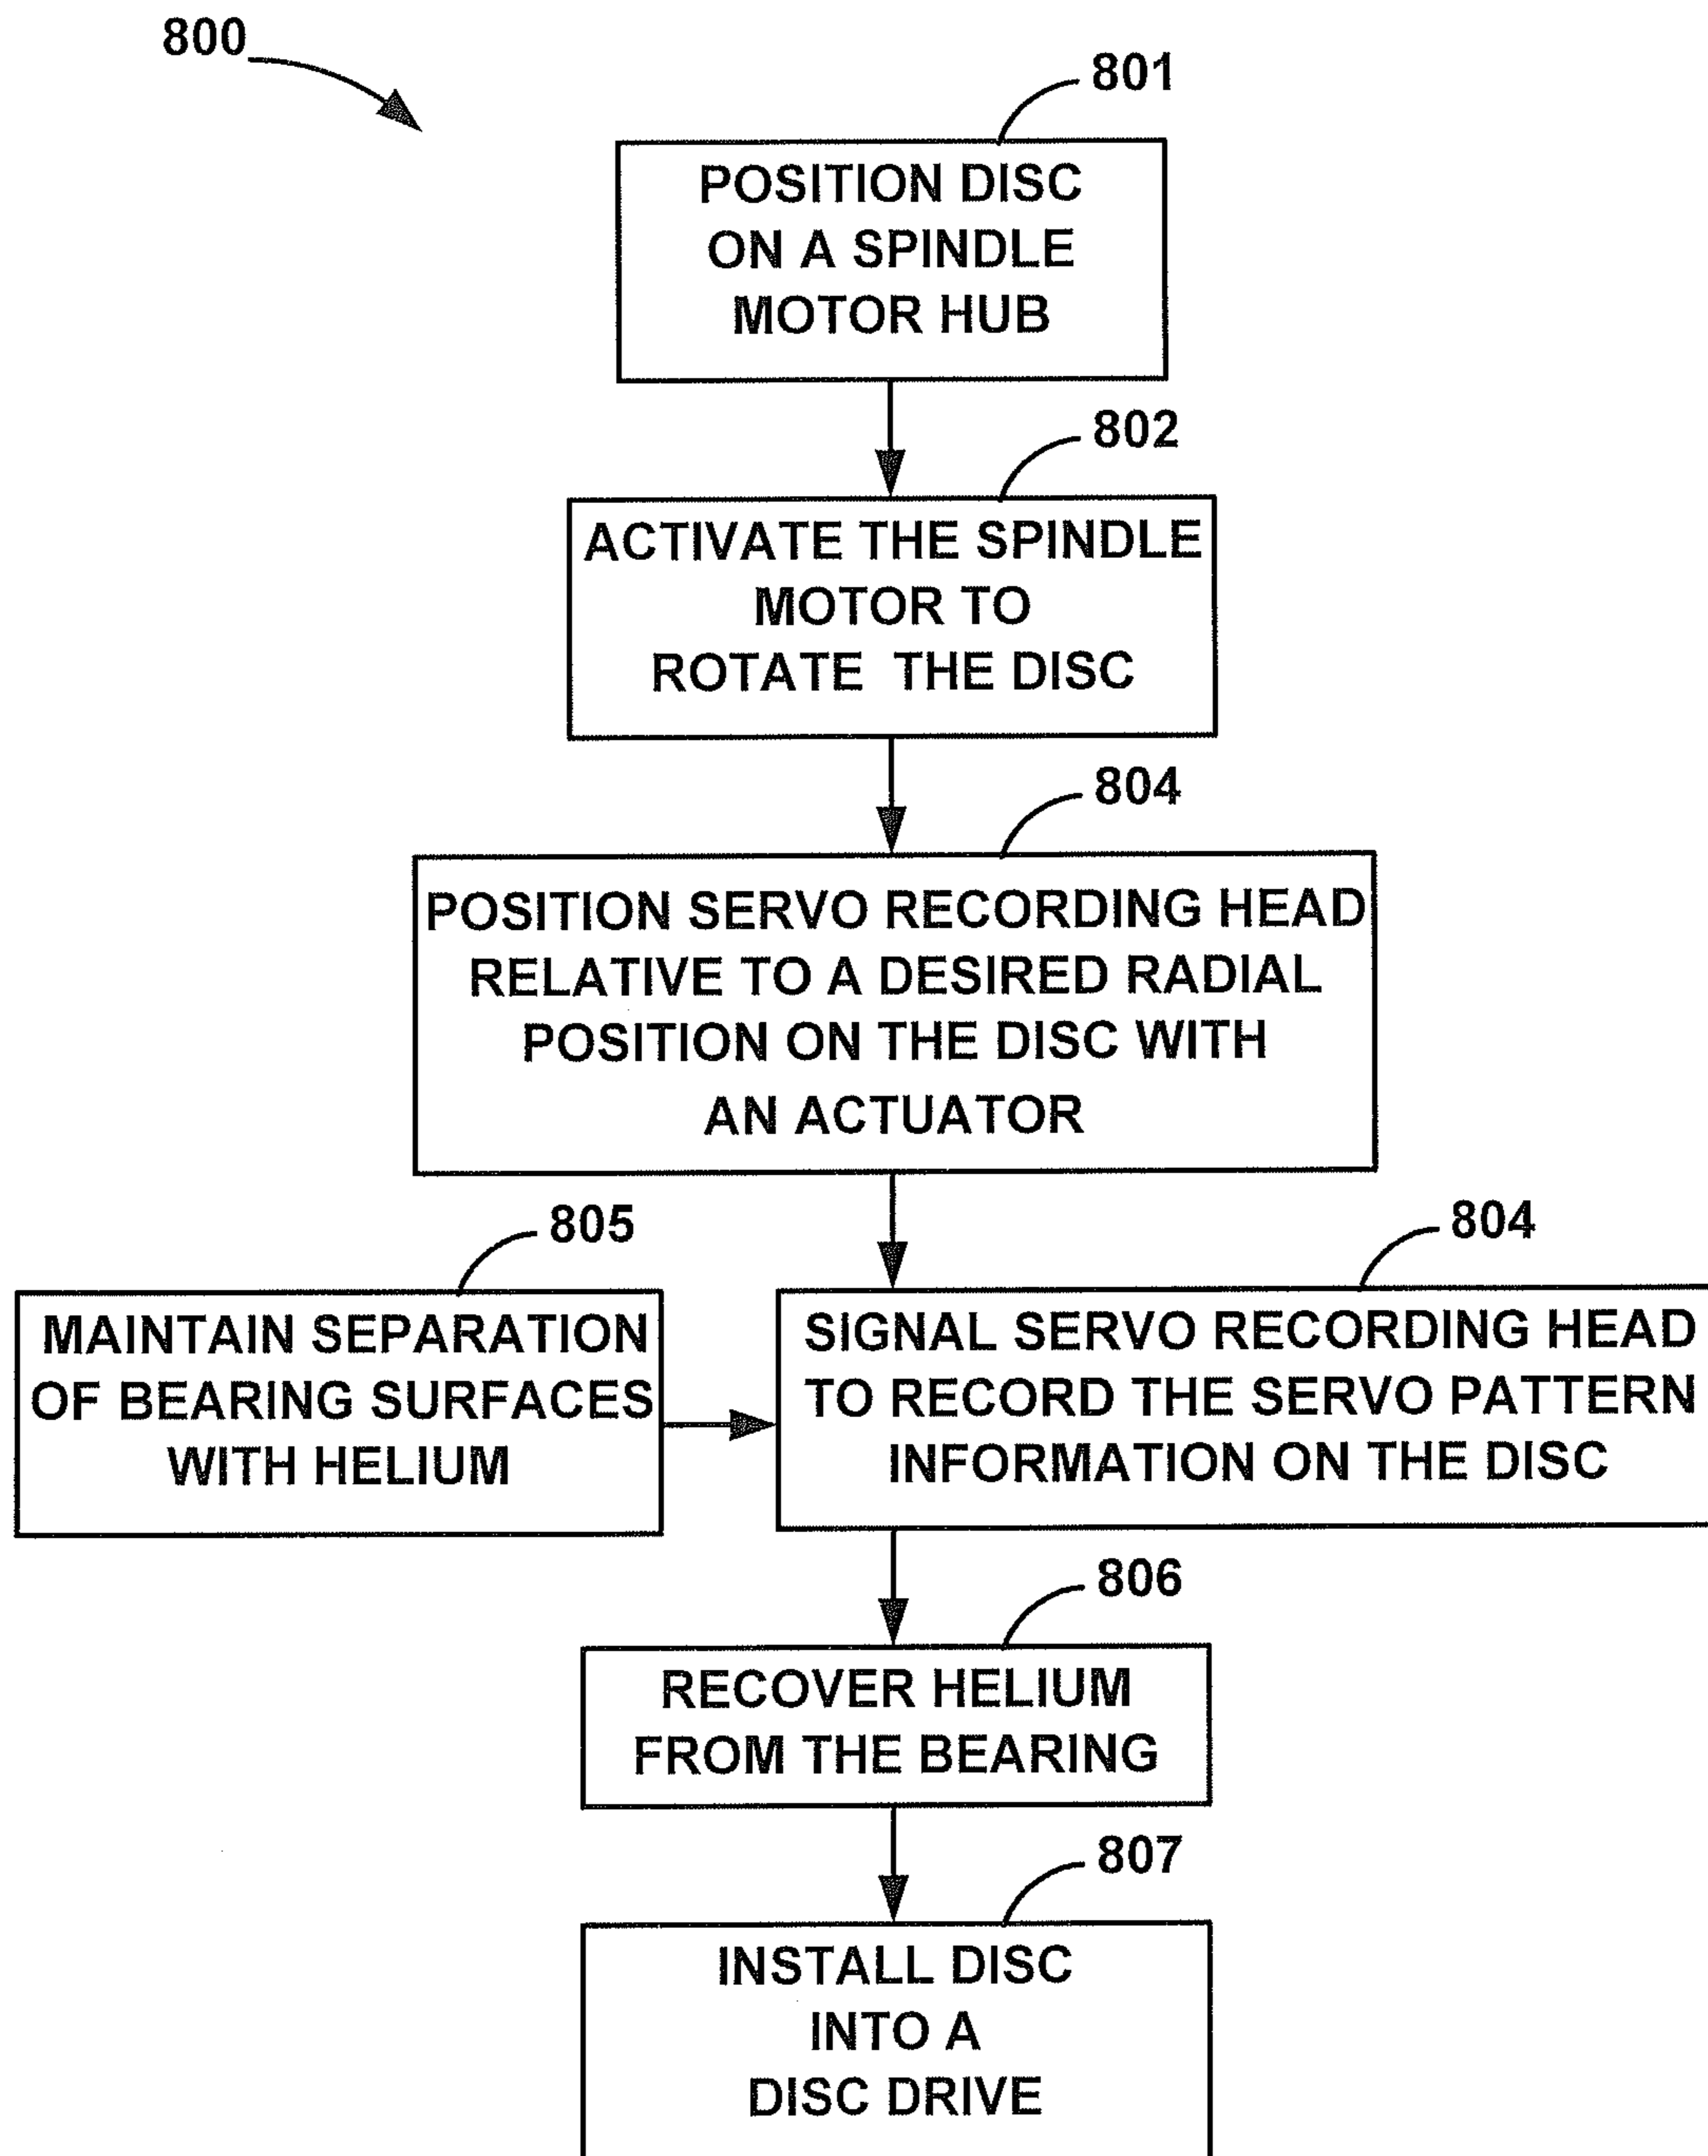 800
801
POSITION DISC
ON A SPINDLE
MOTOR HUB
802
ACTIVATE THE SPINDLE
MOTOR TO
ROTATE THE DISC
804
POSITION SERVO RECORDING HEAD
RELATIVE TO A DESIRED RADIAL
POSITION ON THE DISC WITH
AN ACTUATOR
805
MAINTAIN SEPARATION
OF BEARING SURFACES
WITH HELIUM
804
SIGNAL SERVO RECORDING HEAD
TO RECORD THE SERVO PATTERN
INFORMATION ON THE DISC
806
RECOVER HELIUM
FROM THE BEARING
807
INSTALL DISC
INTO A
DISC DRIVE